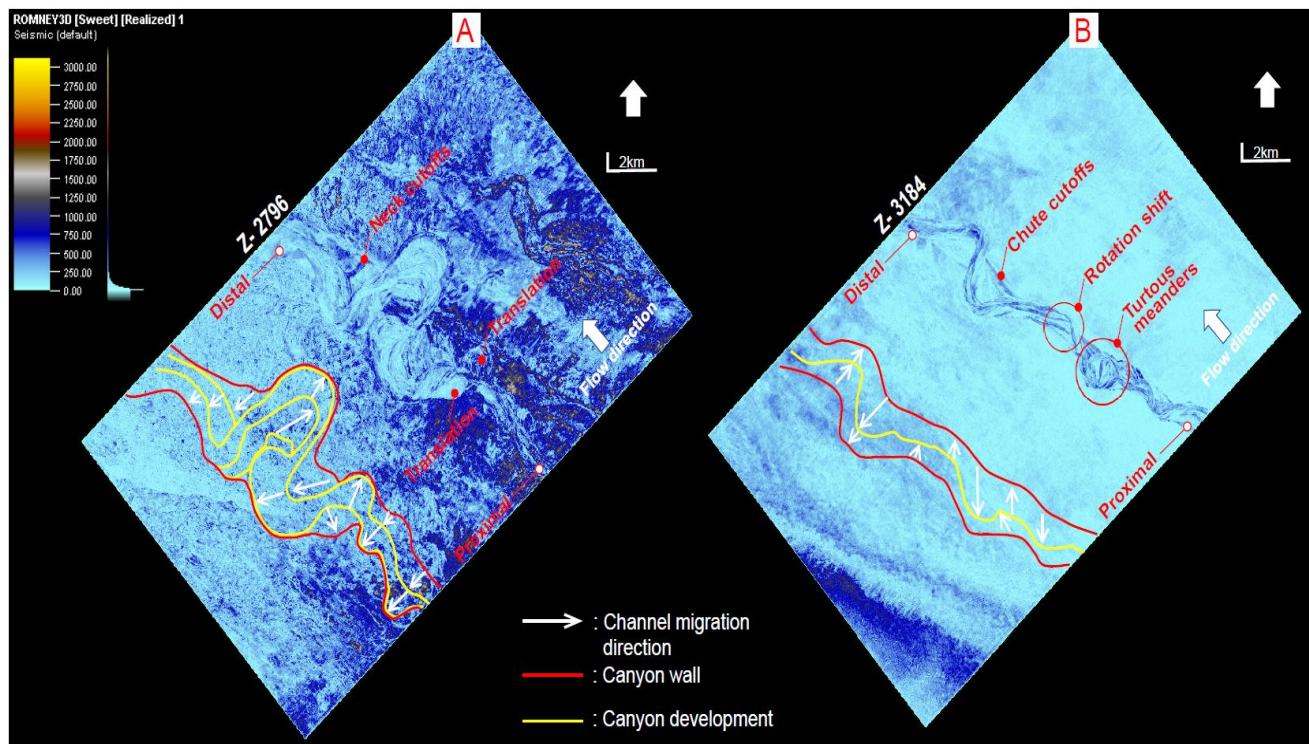 ROMNEY3D [Sweet] [Realized] 1
Seismic (default)
3000.00
2750.00
2500.00
2250.00
2000.00
1750.00
1500.00
1250.00
1000.00
750.00
500.00
250.00
0.00
A
2km
Z- 2796
Neck cutoffs
Distal
Translation
Flow direction
Translation
Proximal
B
2km
Z- 3184
Chute cutoffs
Rotation shift
Turtous
meanders
Distal
Flow direction
Proximal
: Channel migration
direction
: Canyon wall
: Canyon development